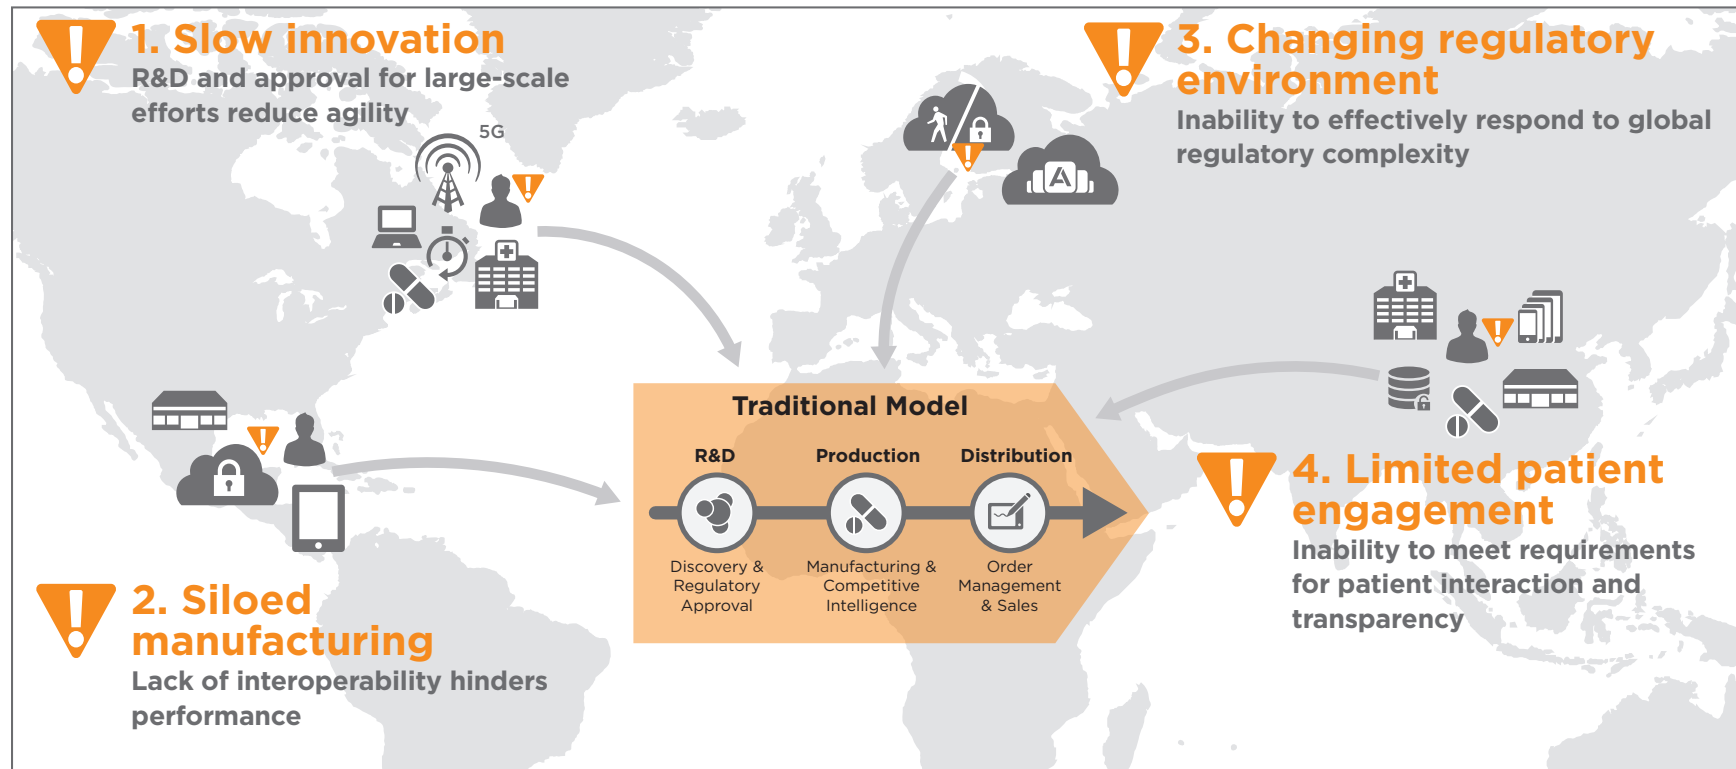 1. Slow innovation
R&D and approval for large-scale
efforts reduce agility
5G
2. Siloed
manufacturing
Lack of interoperability hinders
performance
3. Changing regulatory
environment
Inability to effectively respond to global
regulatory complexity
A
4. Limited patient
engagement
Inability to meet requirements
for patient interaction and
transparency
Traditional Model
R&D
Production
Distribution
Discovery &
Regulatory
Approval
Manufacturing &
Competitive
Intelligence
Order
Management
& Sales